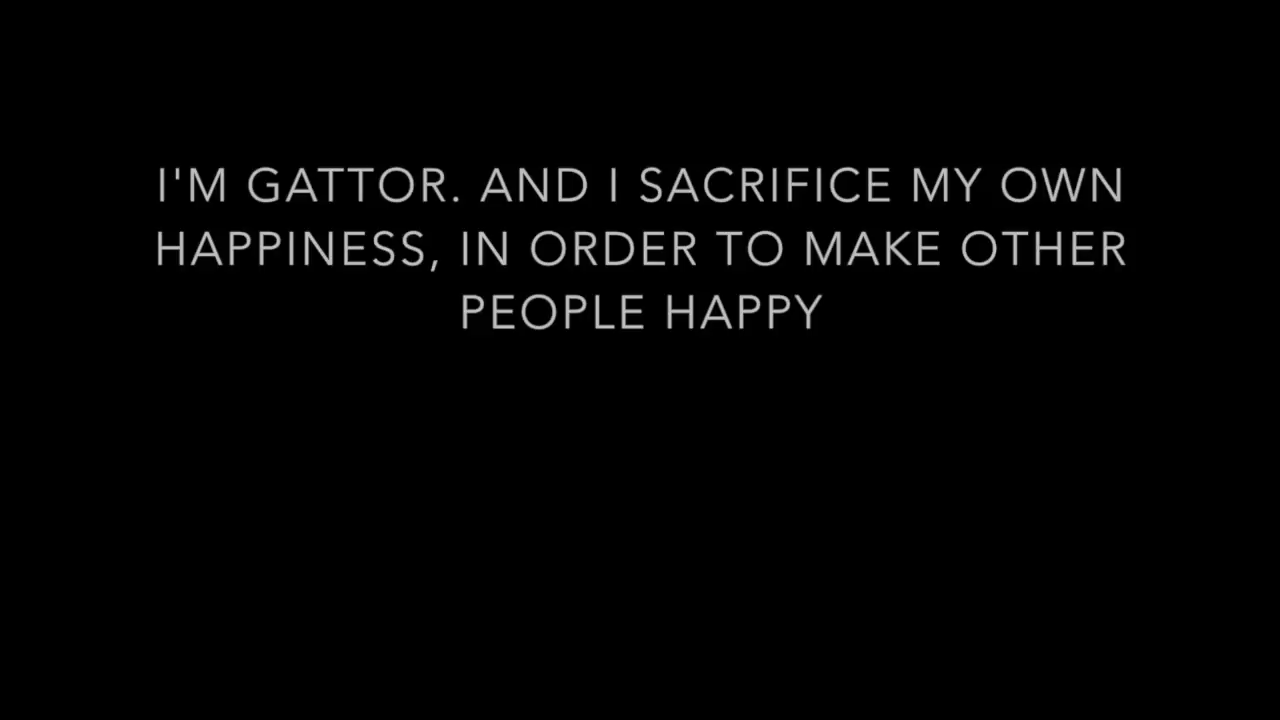 I'M GATTOR. AND I SACRIFICE MY OWN
HAPPINESS, IN ORDER TO MAKE OTHER
PEOPLE HAPPY